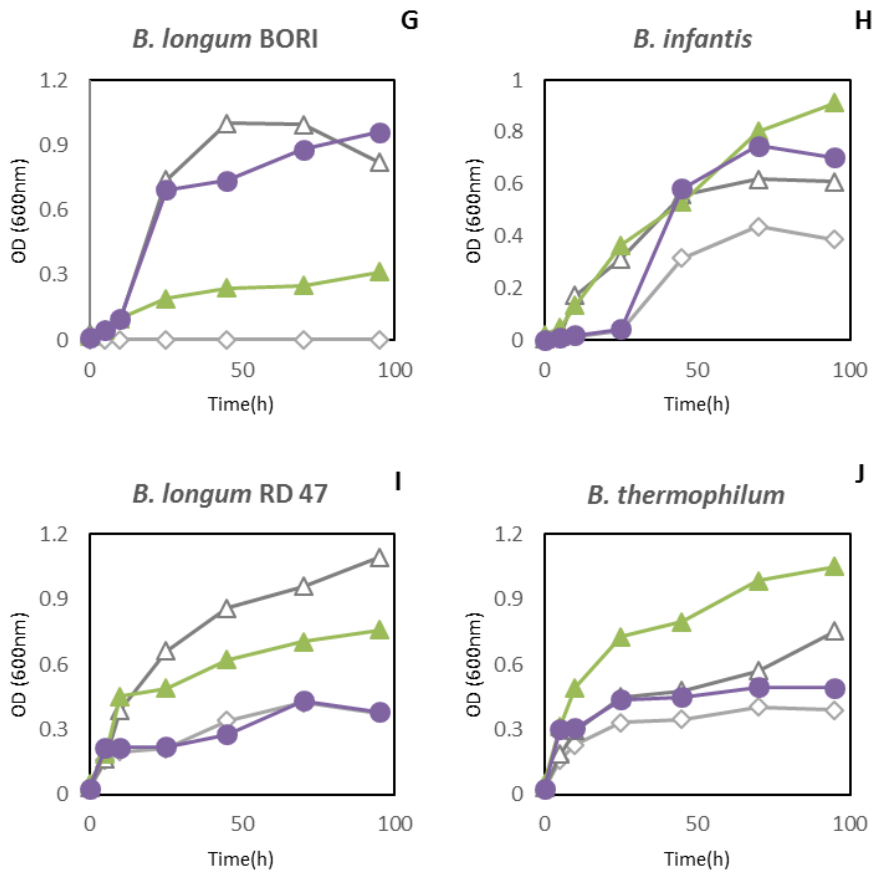 G
B. longum BORI
1.2
0.9
0.6
0.3
0
OD (600nm)
0 50 100
Time(h)
H
B. infantis
1
0.8
0.6
0.4
0.2
0
OD (600nm)
0 50 100
Time(h)
I
B. longum RD 47
1.2
0.9
0.6
0.3
0
OD (600nm)
0 50 100
Time(h)
J
B. thermophilum
1.2
0.9
0.6
0.3
0
OD (600nm)
0 50 100
Time(h)